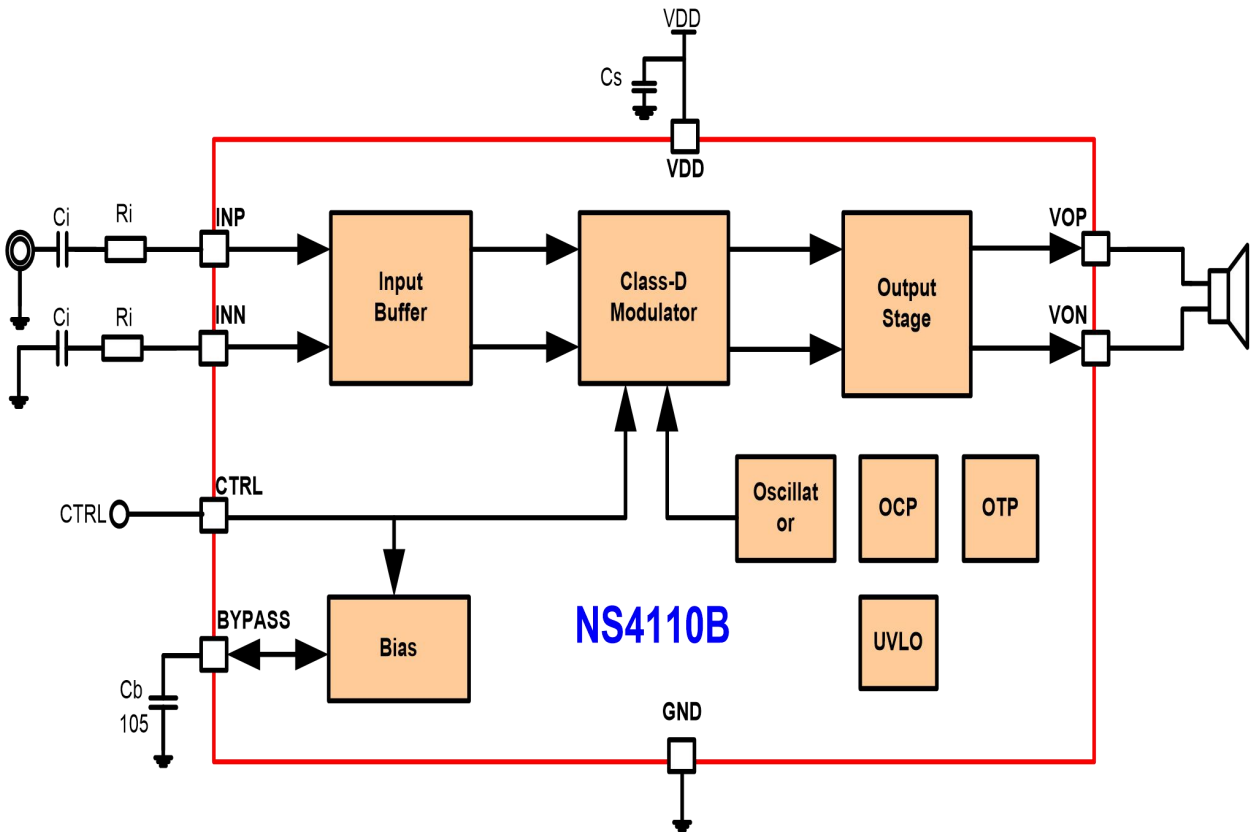 VDD
Cs
VDD
Ci
Ri
INP
VOP
Input
Buffer
Class-D
Modulator
Output
Stage
Ci
Ri
INN
VON
CTRL
CTRL
Oscillat
or
OCP
OTP
BYPASS
Bias
NS4110B
UVLO
Cb
105
GND